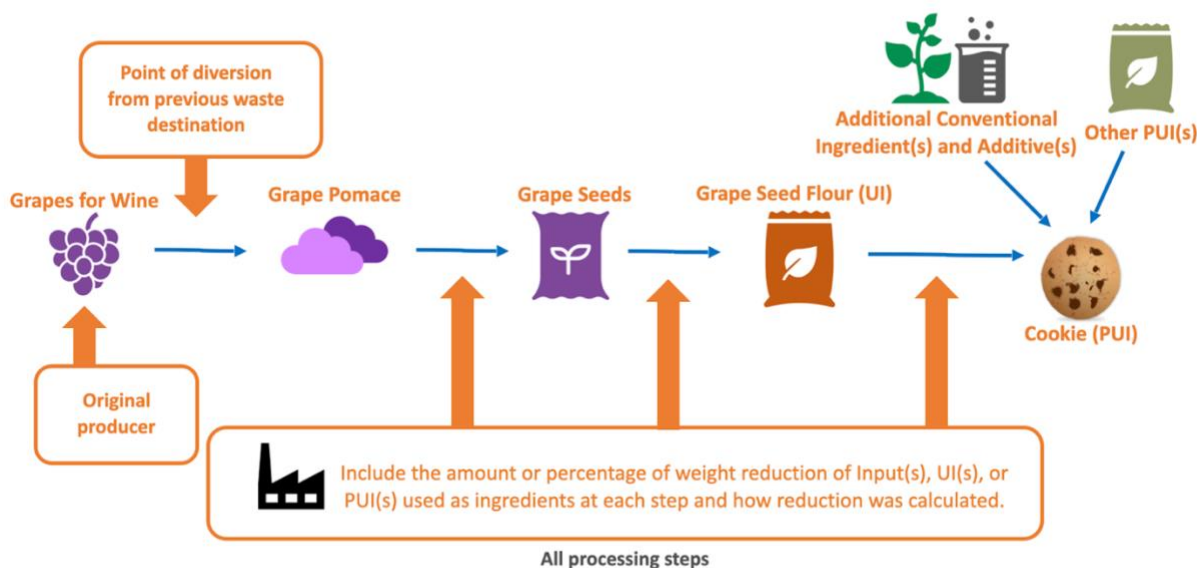 Point of diversion
from previous waste
destination
Additional Conventional
Ingredient(s) and Additive(s)
Other PUI(s)
Grapes for Wine
Grape Pomace
Grape Seeds
Grape Seed Flour (UI)
Cookie (PUI)
Original
producer
Include the amount or percentage of weight reduction of Input(s), UI(s), or
PUI(s) used as ingredients at each step and how reduction was calculated.
All processing steps